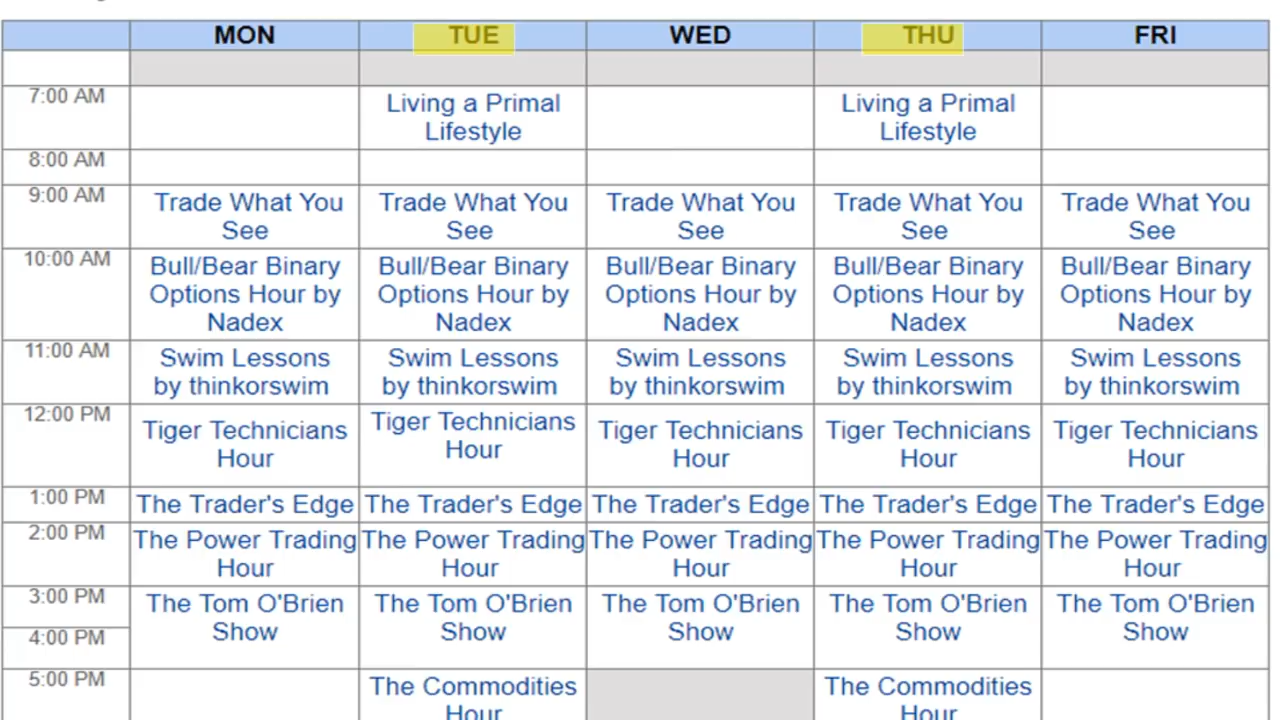 MON TUE WED THU FRI
7:00 AM
Living a Primal Living a Primal
Lifestyle Lifestyle
8:00 AM
9:00 AM
Trade What You Trade What You Trade What You Trade What You Trade What You
See See See See See
10:00 AM
Bull/Bear Binary Bull/Bear Binary Bull/Bear Binary Bull/Bear Binary Bull/Bear Binary
Options Hour by Options Hour by Options Hour by Options Hour by Options Hour by
Nadex Nadex Nadex Nadex Nadex
11:00 AM
Swim Lessons Swim Lessons Swim Lessons Swim Lessons Swim Lessons
by thinkorswim by thinkorswim by thinkorswim by thinkorswim by thinkorswim
12:00 PM
Tiger Technicians Tiger Technicians Tiger Technicians Tiger Technicians Tiger Technicians
Hour Hour Hour Hour Hour
1:00 PM The Trader's Edge The Trader's Edge The Trader's Edge The Trader's Edge The Trader's Edge
2:00 PM
The Power Trading The Power Trading The Power Trading The Power Trading The Power Trading
Hour Hour Hour Hour Hour
3:00 PM
The Tom O'Brien The Tom O'Brien The Tom O'Brien The Tom O'Brien The Tom O'Brien
4:00 PM Show Show Show Show Show
5:00 PM
The Commodities The Commodities
Hour Hour